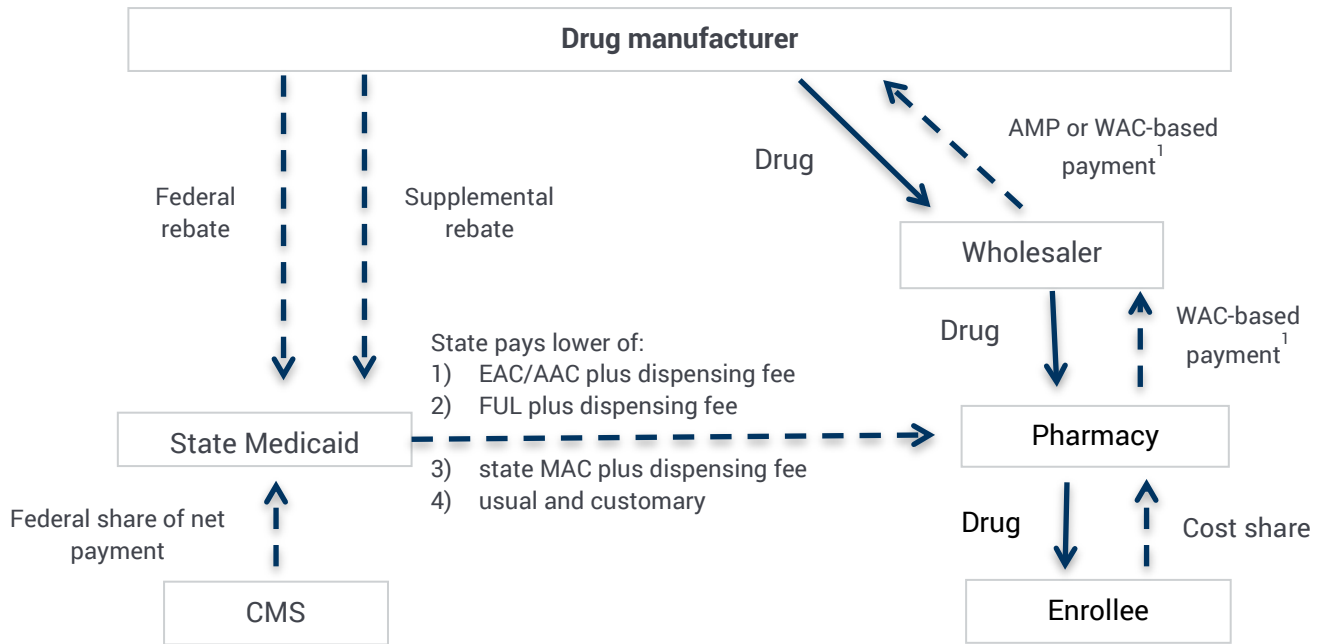 Drug manufacturer
Federal
rebate
Supplemental
rebate
Drug
AMP or WAC-based
payment1
Wholesaler
Drug
WAC-based
payment1
State pays lower of:
1) EAC/AAC plus dispensing fee
2) FUL plus dispensing fee
State Medicaid
3) state MAC plus dispensing fee
4) usual and customary
Pharmacy
Federal share of net
payment
Drug
Cost share
CMS
Enrollee